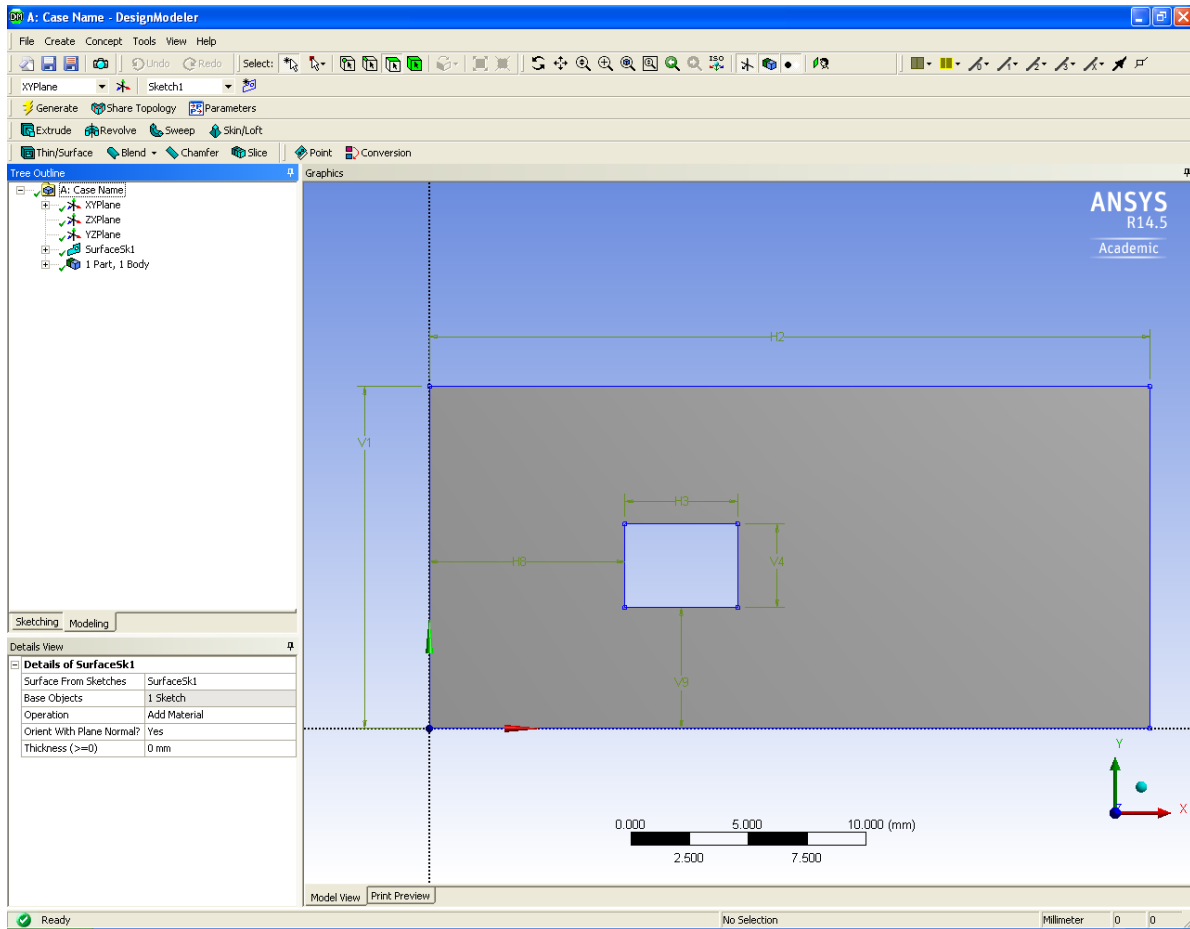 A: Case Name - DesignModeler
File Create Concept Tools View Help
Undo Redo Select: ISO
XYPlane Sketch1
Generate Share Topology Parameters
Extrude Revolve Sweep Skin/Loft
Thin/Surface Blend Chamfer Slice Point Conversion
Tree Outline
A: Case Name
XYPlane
ZXPlane
YZPlane
SurfaceSk1
1 Part, 1 Body
Sketching Modeling
Details View
Details of SurfaceSk1
Surface From Sketches SurfaceSk1
Base Objects 1 Sketch
Operation Add Material
Orient With Plane Normal? Yes
Thickness (>=0) 0 mm
Graphics
ANSYS
R14.5
Academic
H2
V1
H3
H8
V4
V9
Y
X
0.000 5.000 10.000 (mm)
2.500 7.500
Model View Print Preview
Ready No Selection Millimeter 0 0